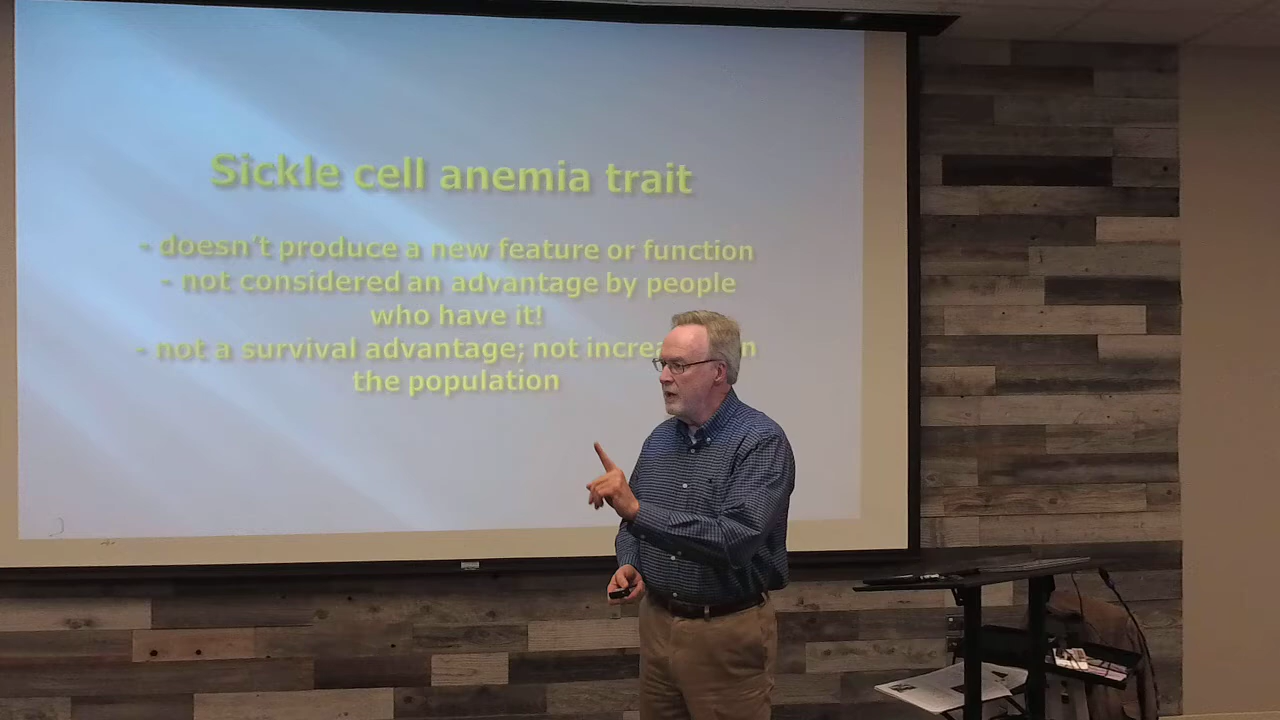 Sickle cell anemia trait
- doesn't produce a new feature or function
- not considered an advantage by people
who have it!
- not a survival advantage; not
the population